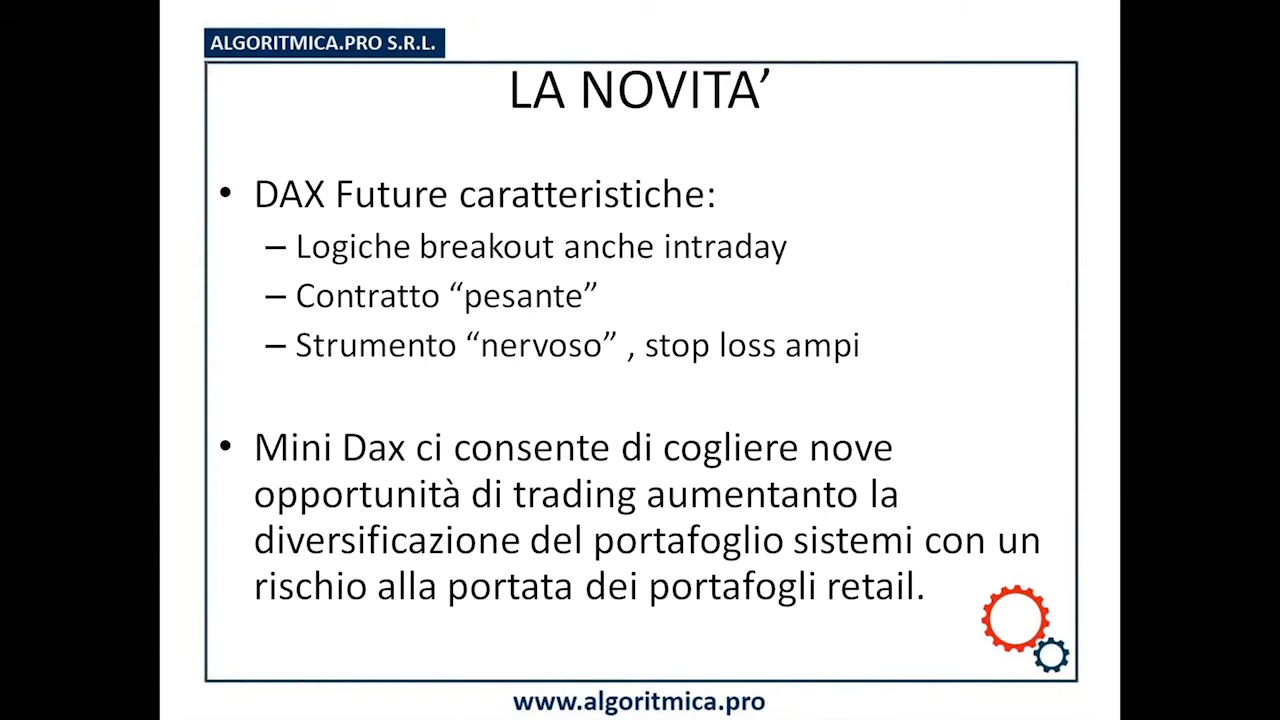 ALGORITMICA.PRO S.R.L.
LA NOVITA’
• DAX Future caratteristiche:
– Logiche breakout anche intraday
– Contratto “pesante”
– Strumento “nervoso” , stop loss ampi
• Mini Dax ci consente di cogliere nove
opportunità di trading aumentanto la
diversificazione del portafoglio sistemi con un
rischio alla portata dei portafogli retail.
www.algoritmica.pro